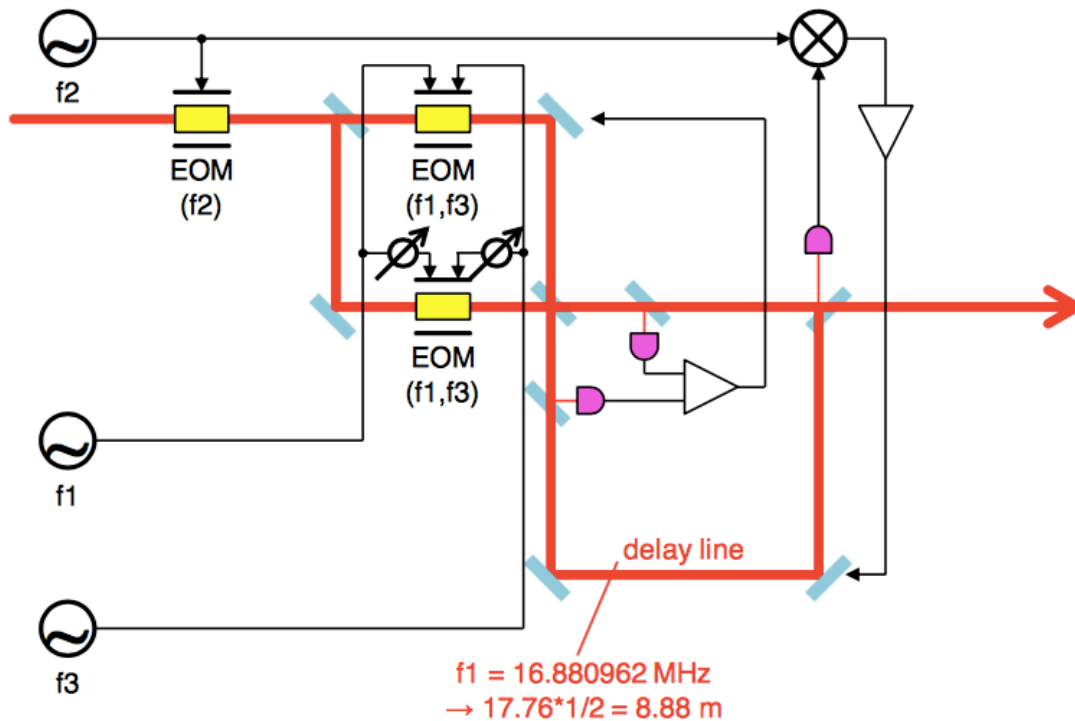 f2
EOM
(f2)
EOM
(f1,f3)
EOM
(f1,f3)
f1
delay line
f3
f1 = 16.880962 MHz
→ 17.76*1/2 = 8.88 m